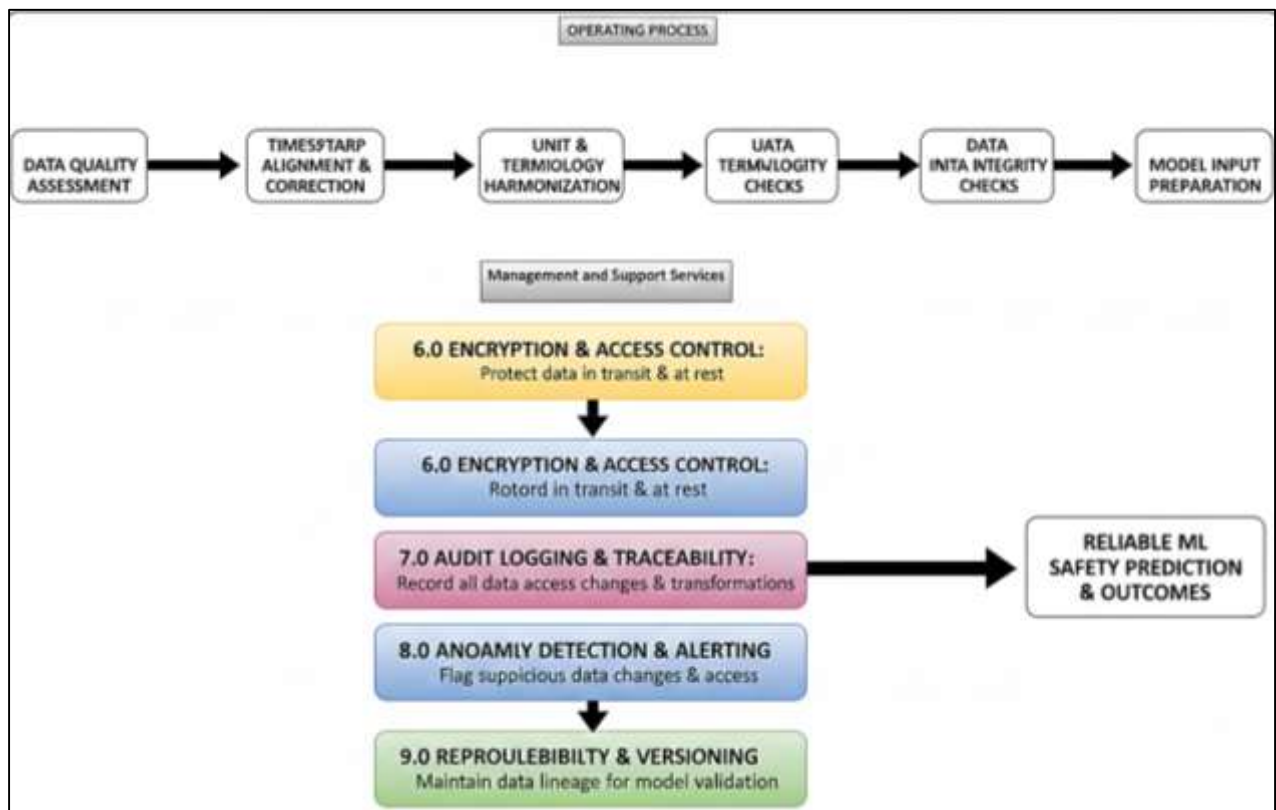 OPERATING PROCESS
DATA QUALITY
ASSESSMENT
TIMESTARP
ALIGNMENT &
CORRECTION
UNIT &
TERMIOLOGY
HARMONIZATION
UATA
TERMNLOGITY
CHECKS
DATA
INITA INTEGRITY
CHECKS
MODEL INPUT
PREPARATION
Management and Support Services
6.0 ENCRYPTION & ACCESS CONTROL:
Protect data in transit & at rest
6.0 ENCRYPTION & ACCESS CONTROL:
Rotord in transit & at rest
7.0 AUDIT LOGGING & TRACEABILITY:
Record all data access changes & transformations
RELIABLE ML
SAFETY PREDICTION
& OUTCOMES
8.0 ANOAMLY DETECTION & ALERTING
Flag suppicious data changes & access
9.0 REPROULEBIBILTY & VERSIONING
Maintain data lineage for model validation